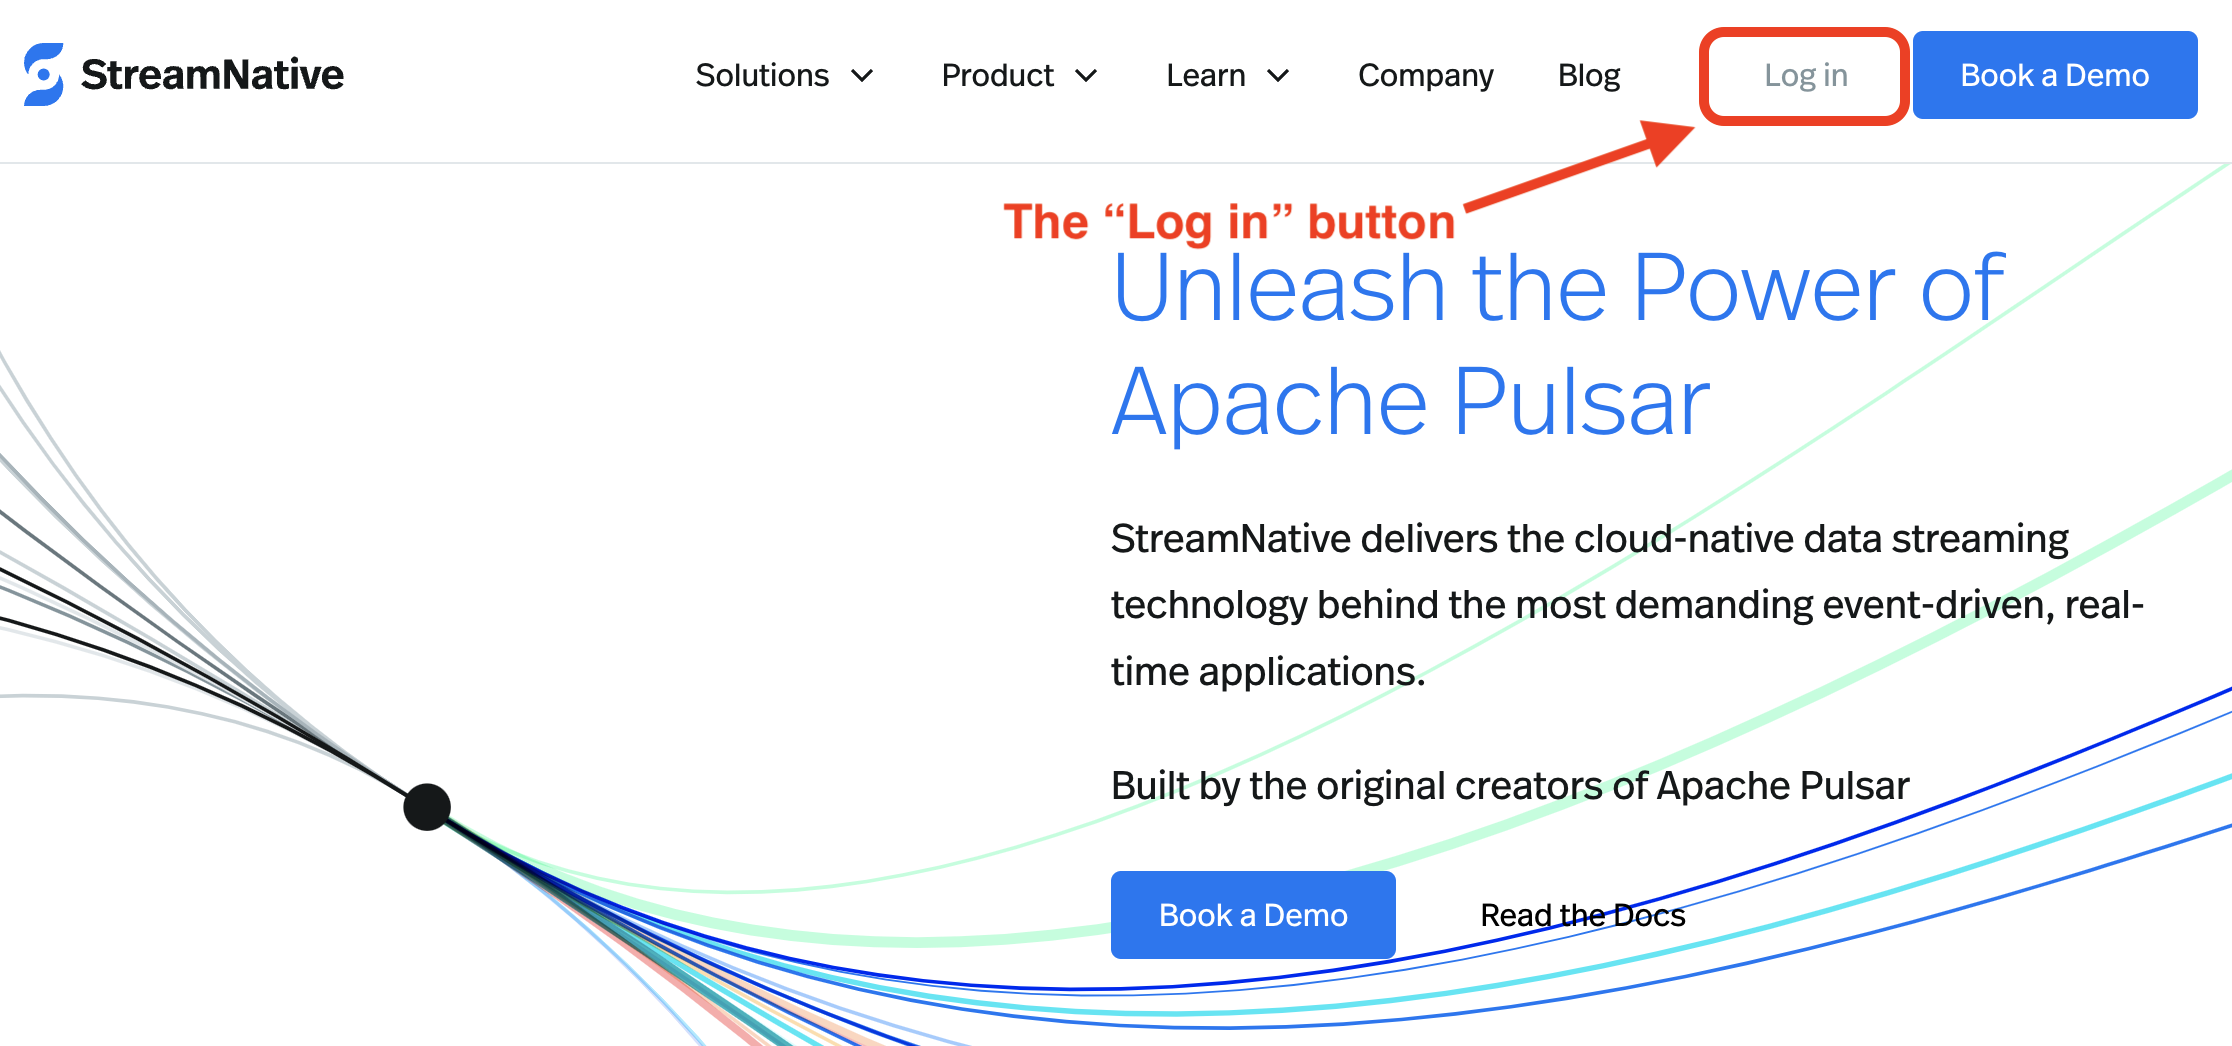 StreamNative
Solutions
Product
Learn
Company
Blog
Log in
Book a Demo
The “Log in” button
Unleash the Power of
Apache Pulsar
StreamNative delivers the cloud-native data streaming
technology behind the most demanding event-driven, real-
time applications.
Built by the original creators of Apache Pulsar
Book a Demo
Read the Docs